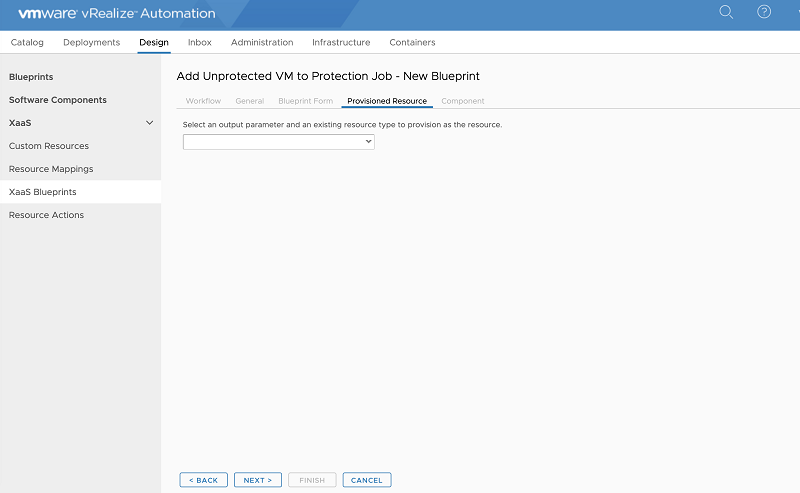 vmware vRealize™ Automation
Catalog Deployments Design Inbox Administration Infrastructure Containers
Blueprints
Software Components
XaaS
Custom Resources
Resource Mappings
XaaS Blueprints
Resource Actions
Add Unprotected VM to Protection Job - New Blueprint
Workflow General Blueprint Form Provisioned Resource Component
Select an output parameter and an existing resource type to provision as the resource.
< BACK NEXT > FINISH CANCEL